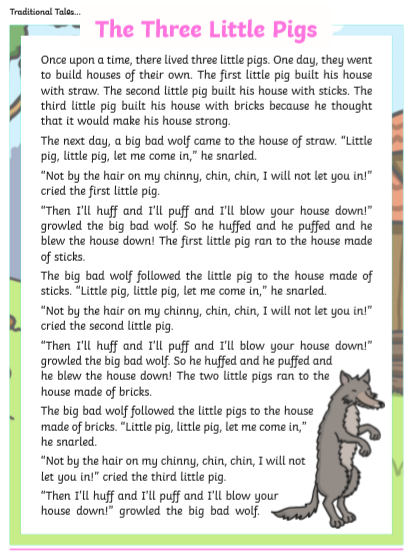 Traditional Tales...
The Three Little Pigs
Once upon a time, there lived three little pigs. One day, they went
to build houses of their own. The first little pig built his house
with straw. The second little pig built his house with sticks. The
third little pig built his house with bricks because he thought
that it would make his house strong.
The next day, a big bad wolf came to the house of straw. “Little
pig, little pig, let me come in,” he snarled.
“Not by the hair on my chinny, chin, chin, I will not let you in!”
cried the first little pig.
“Then I’ll huff and I’ll puff and I’ll blow your house down!”
growled the big bad wolf. So he huffed and he puffed and he
blew the house down! The first little pig ran to the house made
of sticks.
The big bad wolf followed the little pig to the house made of
sticks. “Little pig, little pig, let me come in,” he snarled.
“Not by the hair on my chinny, chin, chin, I will not let you in!”
cried the second little pig.
“Then I’ll huff and I’ll puff and I’ll blow your house down!”
growled the big bad wolf. So he huffed and he puffed and
he blew the house down! The two little pigs ran to the
house made of bricks.
The big bad wolf followed the little pigs to the house
made of bricks. “Little pig, little pig, let me come in,”
he snarled.
“Not by the hair on my chinny, chin, chin, I will not
let you in!” cried the third little pig.
“Then I’ll huff and I’ll puff and I’ll blow your
house down!” growled the big bad wolf.